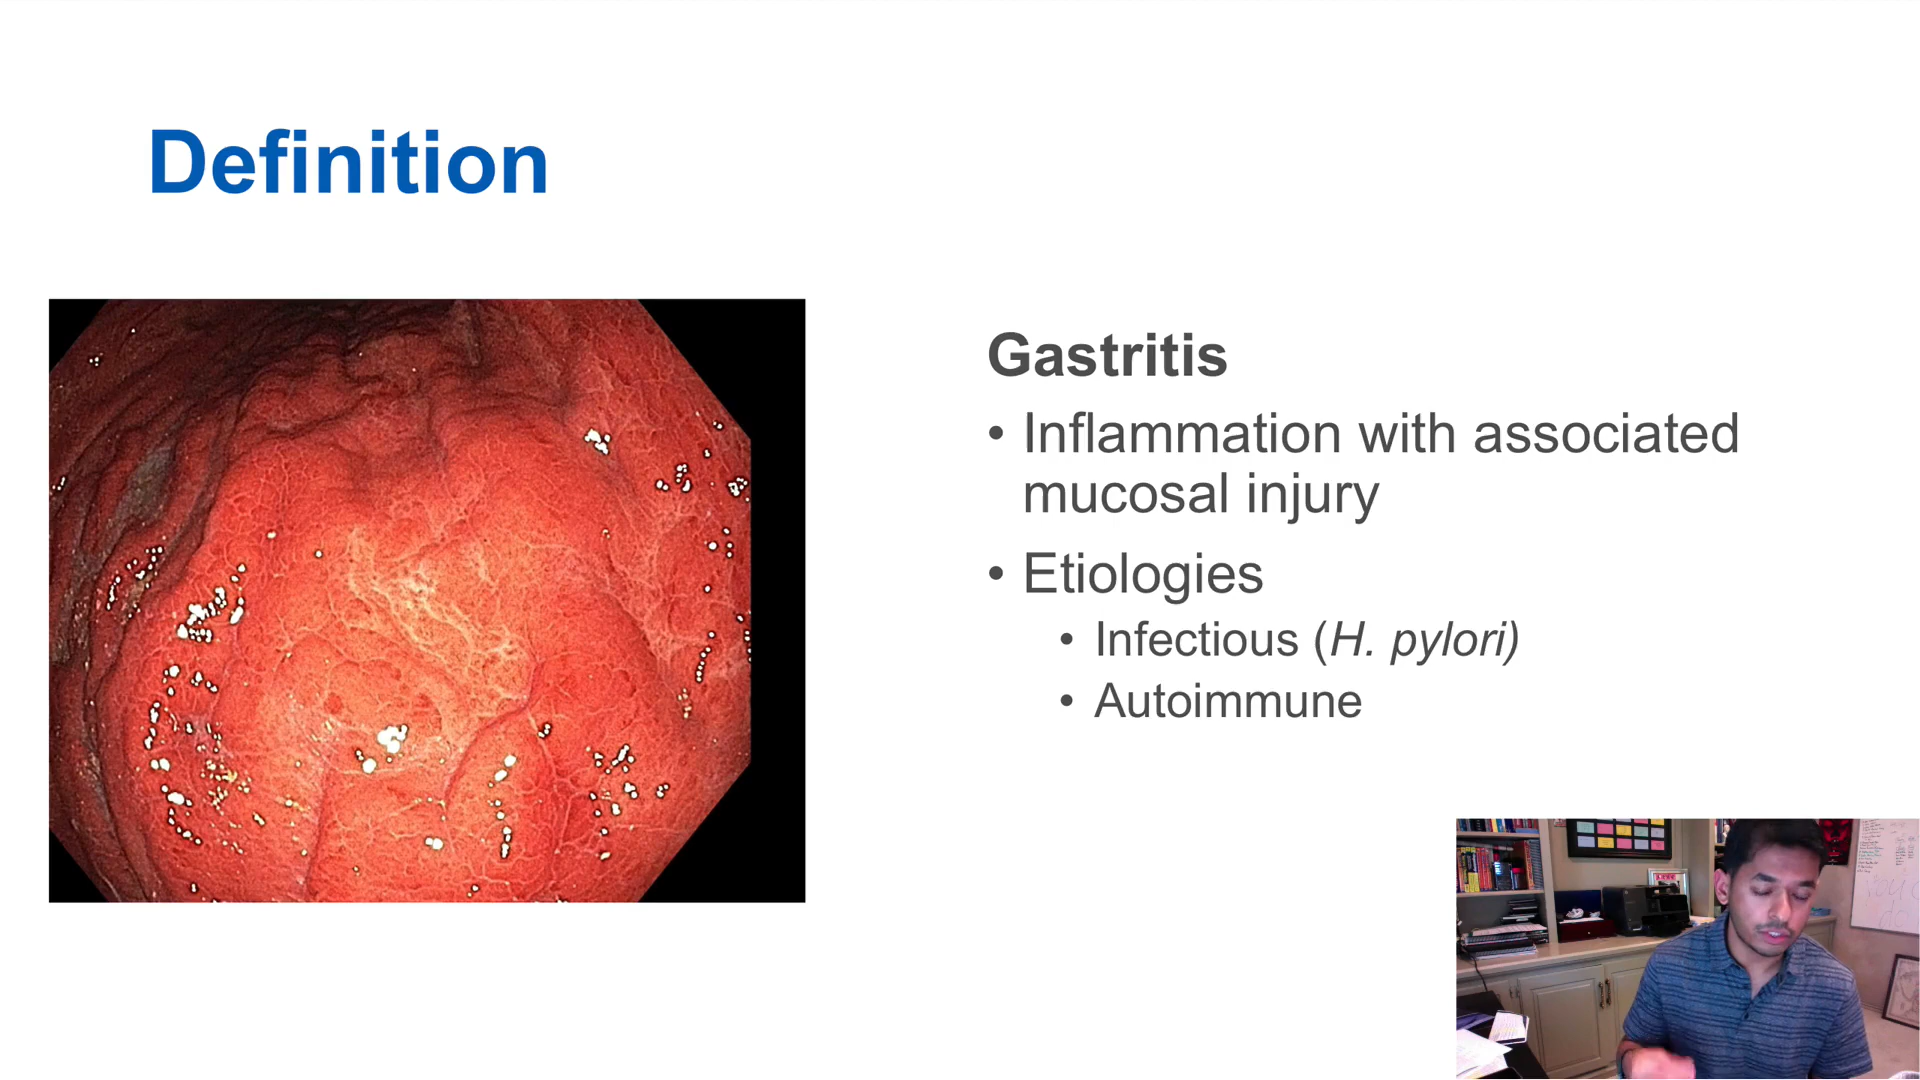 Definition
Gastritis
• Inflammation with associated
mucosal injury
• Etiologies
• Infectious (H. pylori)
• Autoimmune